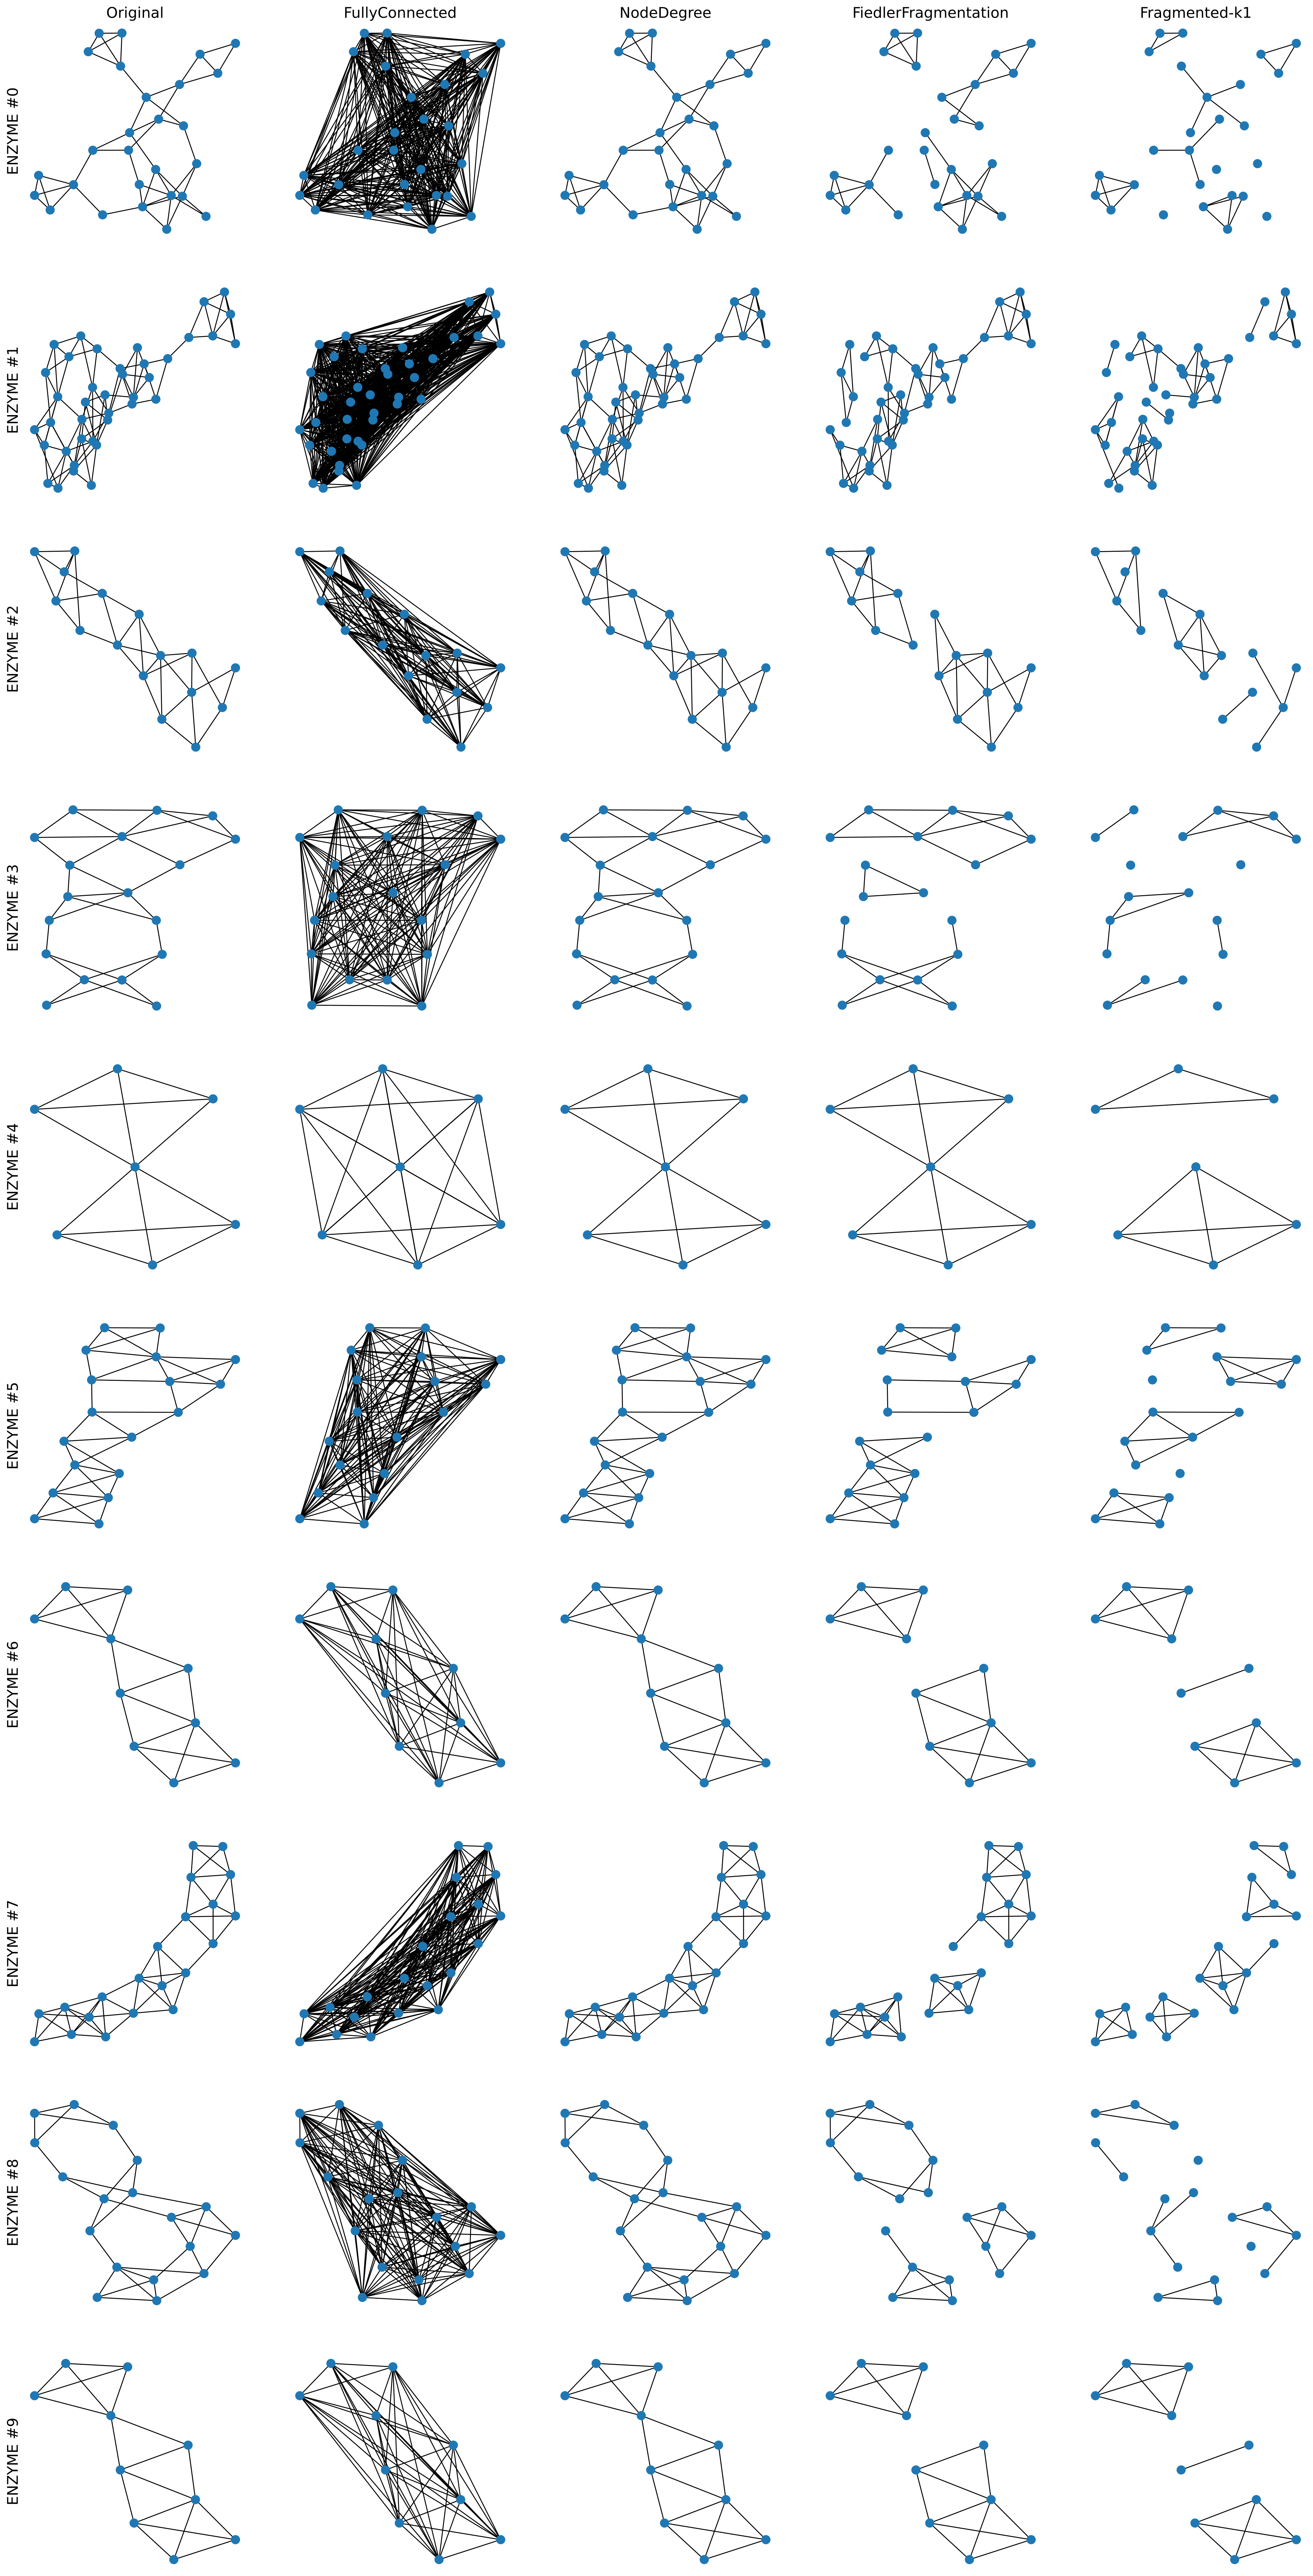 Original FullyConnected NodeDegree FiedlerFragmentation Fragmented-k1
ENZYME #0
ENZYME #1
ENZYME #2
ENZYME #3
ENZYME #4
ENZYME #5
ENZYME #6
ENZYME #7
ENZYME #8
ENZYME #9